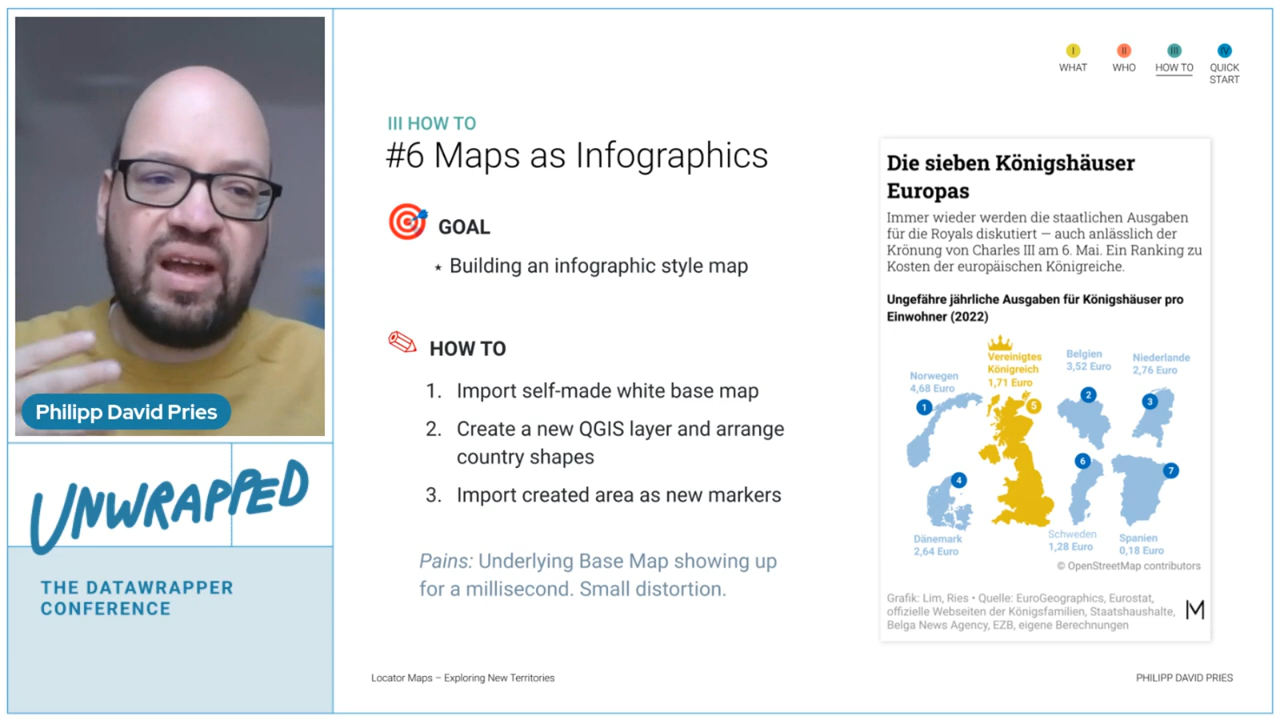 I
II
III
IV
WHAT
WHO
HOW TO
QUICK
START
III HOW TO
#6 Maps as Infographics
GOAL
⋆ Building an infographic style map
HOW TO
1. Import self-made white base map
2. Create a new QGIS layer and arrange
country shapes
3. Import created area as new markers
Pains: Underlying Base Map showing up
for a millisecond. Small distortion.
Die sieben Königshäuser
Europas
Immer wieder werden die staatlichen Ausgaben
für die Royals diskutiert — auch anlässlich der
Krönung von Charles III am 6. Mai. Ein Ranking zu
Kosten der europäischen Königreiche.
Ungefähre jährliche Ausgaben für Königshäuser pro
Einwohner (2022)
Norwegen
4,68 Euro
1
Vereinigtes
Königreich
1,71 Euro
5
Belgien
3,52 Euro
2
Niederlande
2,76 Euro
3
4
Dänemark
2,64 Euro
6
Schweden
1,28 Euro
7
Spanien
0,18 Euro
© OpenStreetMap contributors
Grafik: Lim, Ries • Quelle: EuroGeographics, Eurostat,
offizielle Webseiten der Königsfamilien, Staatshaushalte,
Belga News Agency, EZB, eigene Berechnungen
M
Philipp David Pries
UNWRAPPED
THE DATAWRAPPER
CONFERENCE
Locator Maps – Exploring New Territories
PHILIPP DAVID PRIES